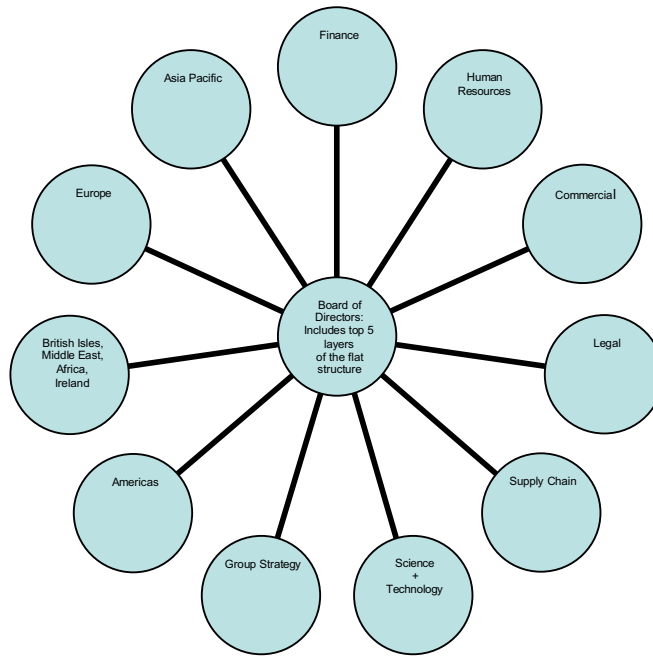 Finance
Human
Resources
Commercial
Legal
Supply Chain
Science
+
Technology
Group Strategy
Americas
British Isles,
Middle East,
Africa,
Ireland
Europe
Asia Pacific
Board of
Directors:
Includes top 5
layers
of the flat
structure